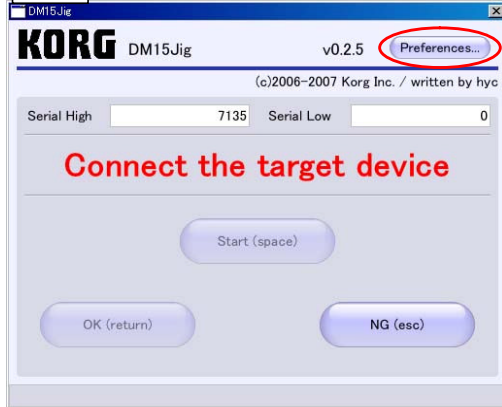 DM15Jig
KORG DM15Jig v0.2.5 Preferences...
(c)2006-2007 Korg Inc. / written by hyc
Serial High 7135 Serial Low 0
Connect the target device
Start (space)
OK (return) NG (esc)